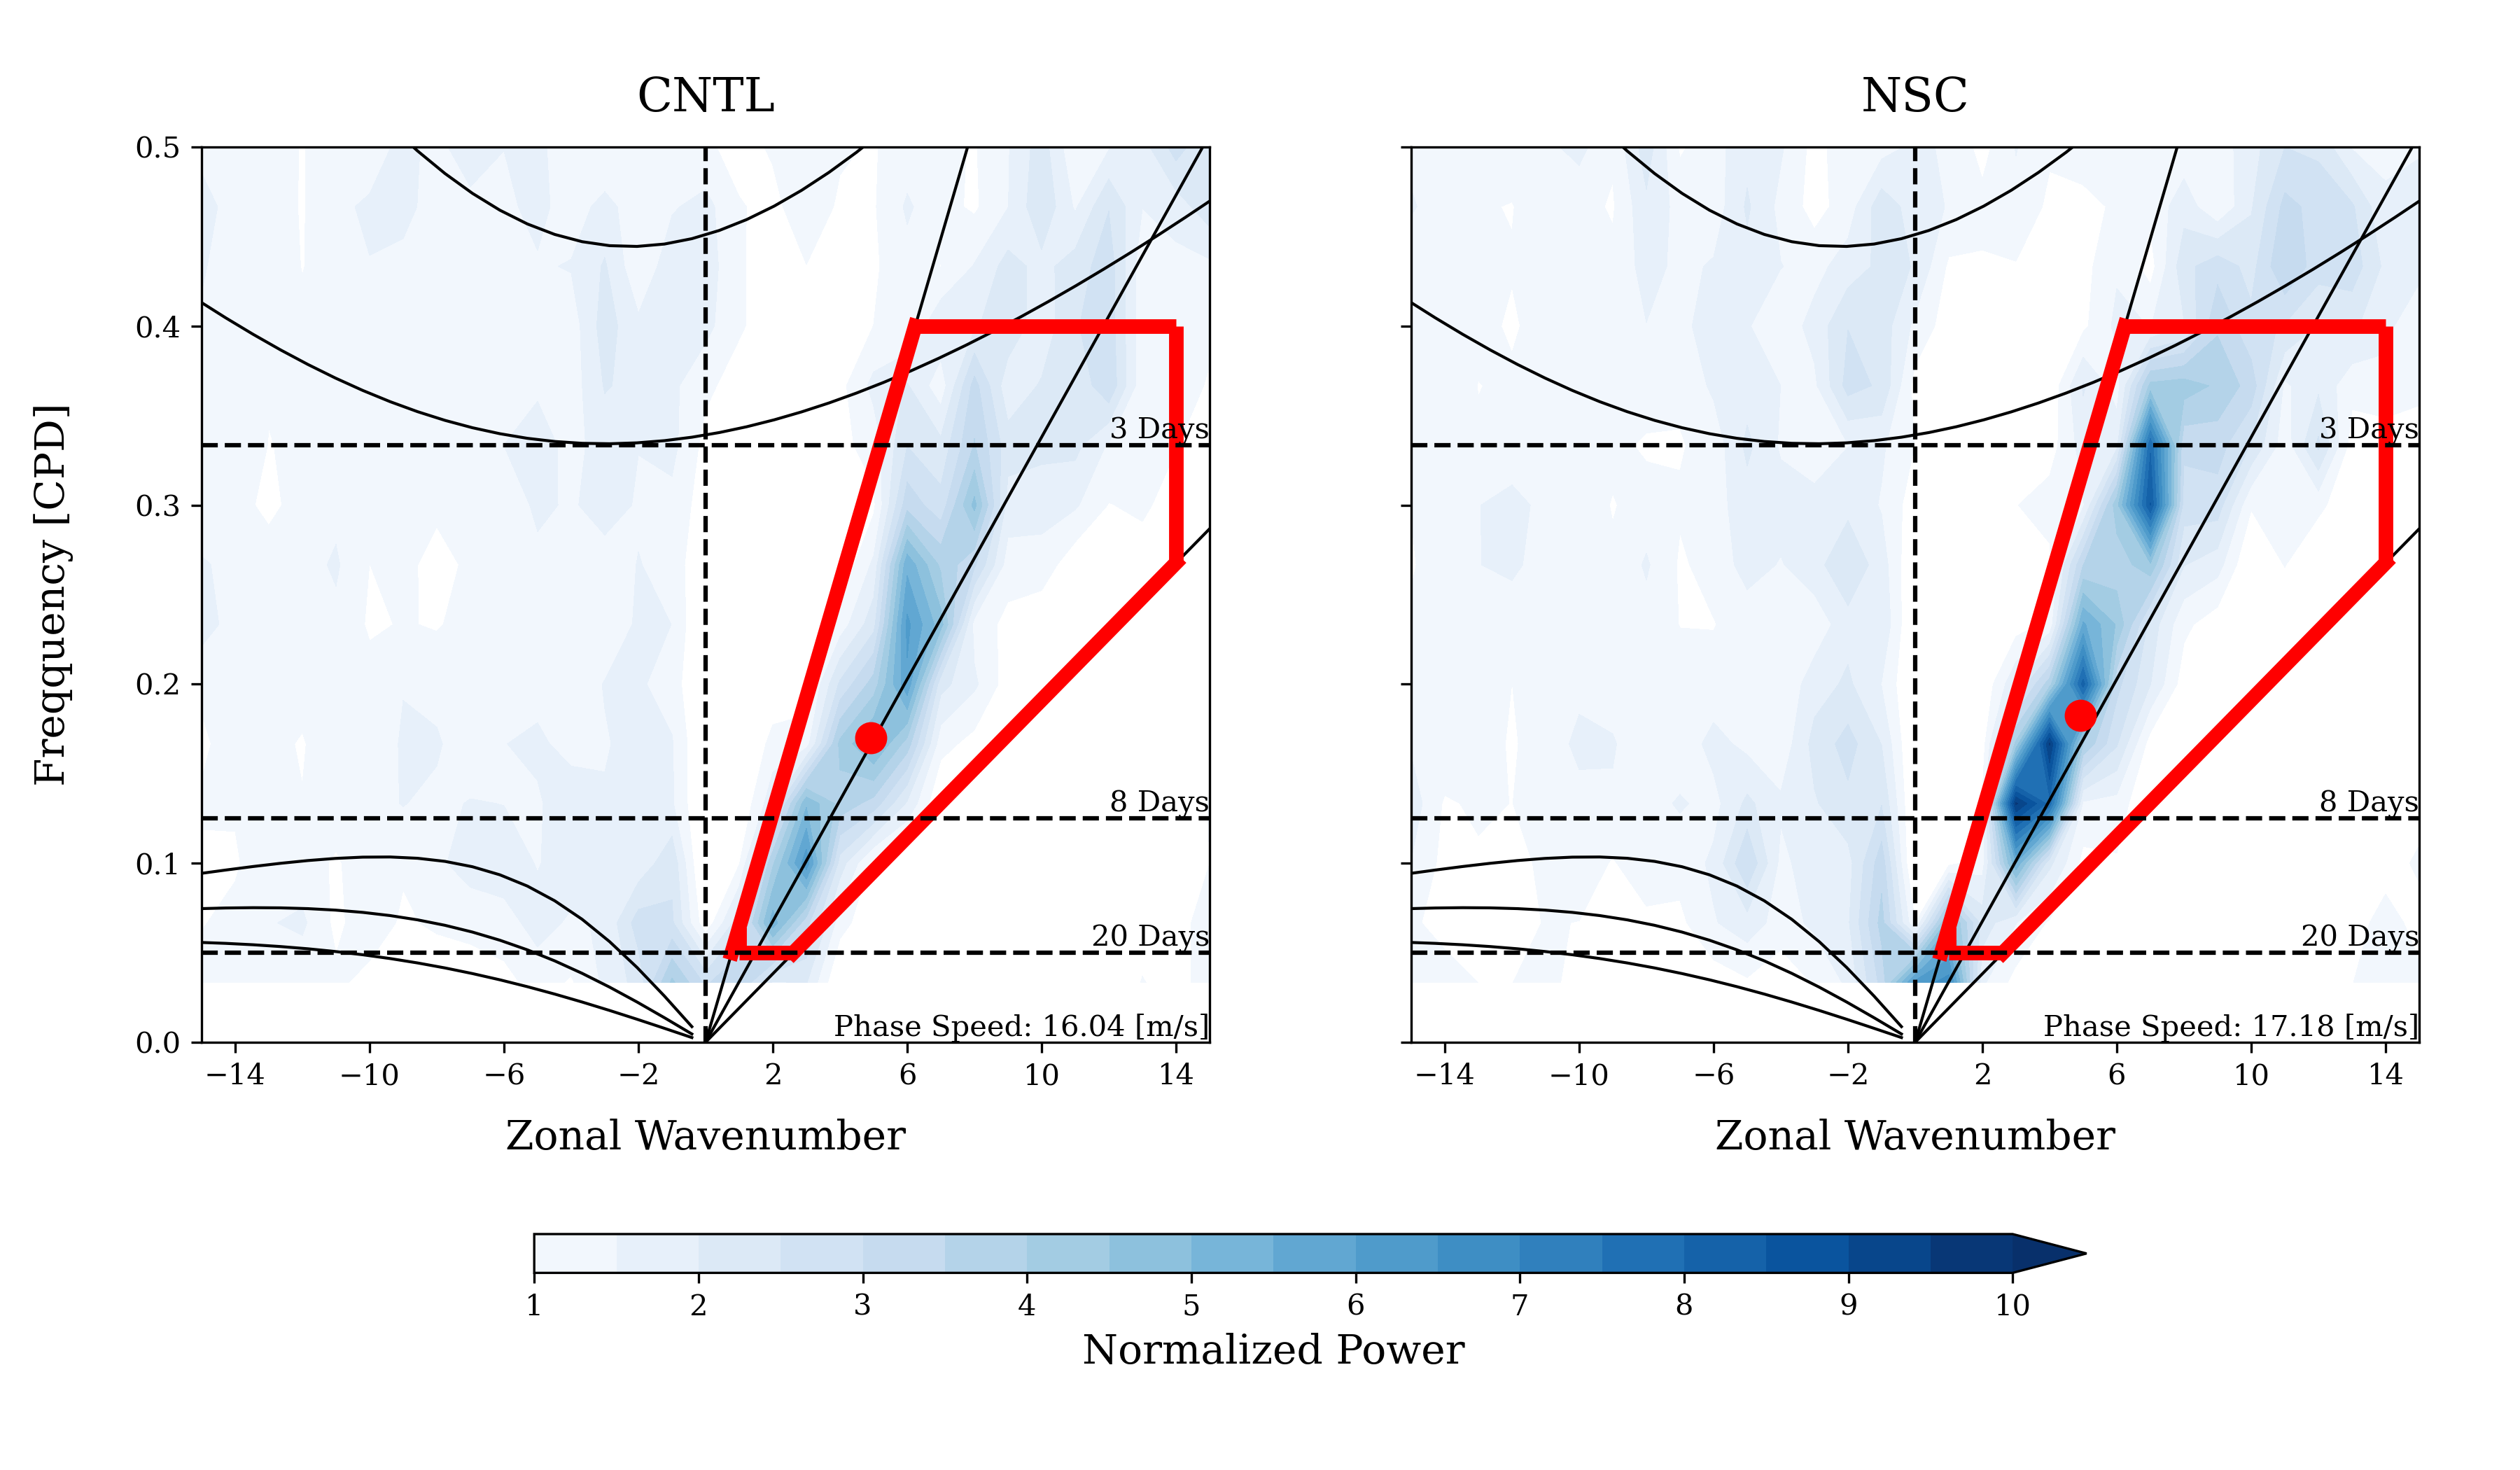 CNTL
NSC
0.5
0.4
0.3
0.2
0.1
0.0
Freqquency [CPD]
3 Days
8 Days
20 Days
Phase Speed: 16.04 [m/s]
3 Days
8 Days
20 Days
Phase Speed: 17.18 [m/s]
−14 −10 −6 −2 2 6 10 14
−14 −10 −6 −2 2 6 10 14
Zonal Wavenumber
Zonal Wavenumber
1 2 3 4 5 6 7 8 9 10
Normalized Power